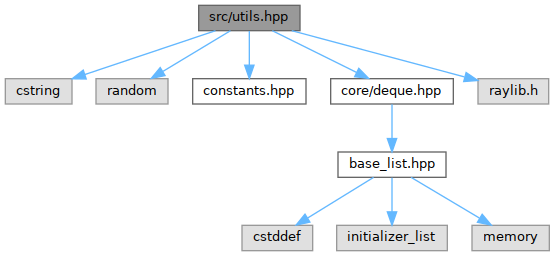 src/utils.hpp
cstring
random
constants.hpp
core/deque.hpp
raylib.h
base_list.hpp
cstddef
initializer_list
memory